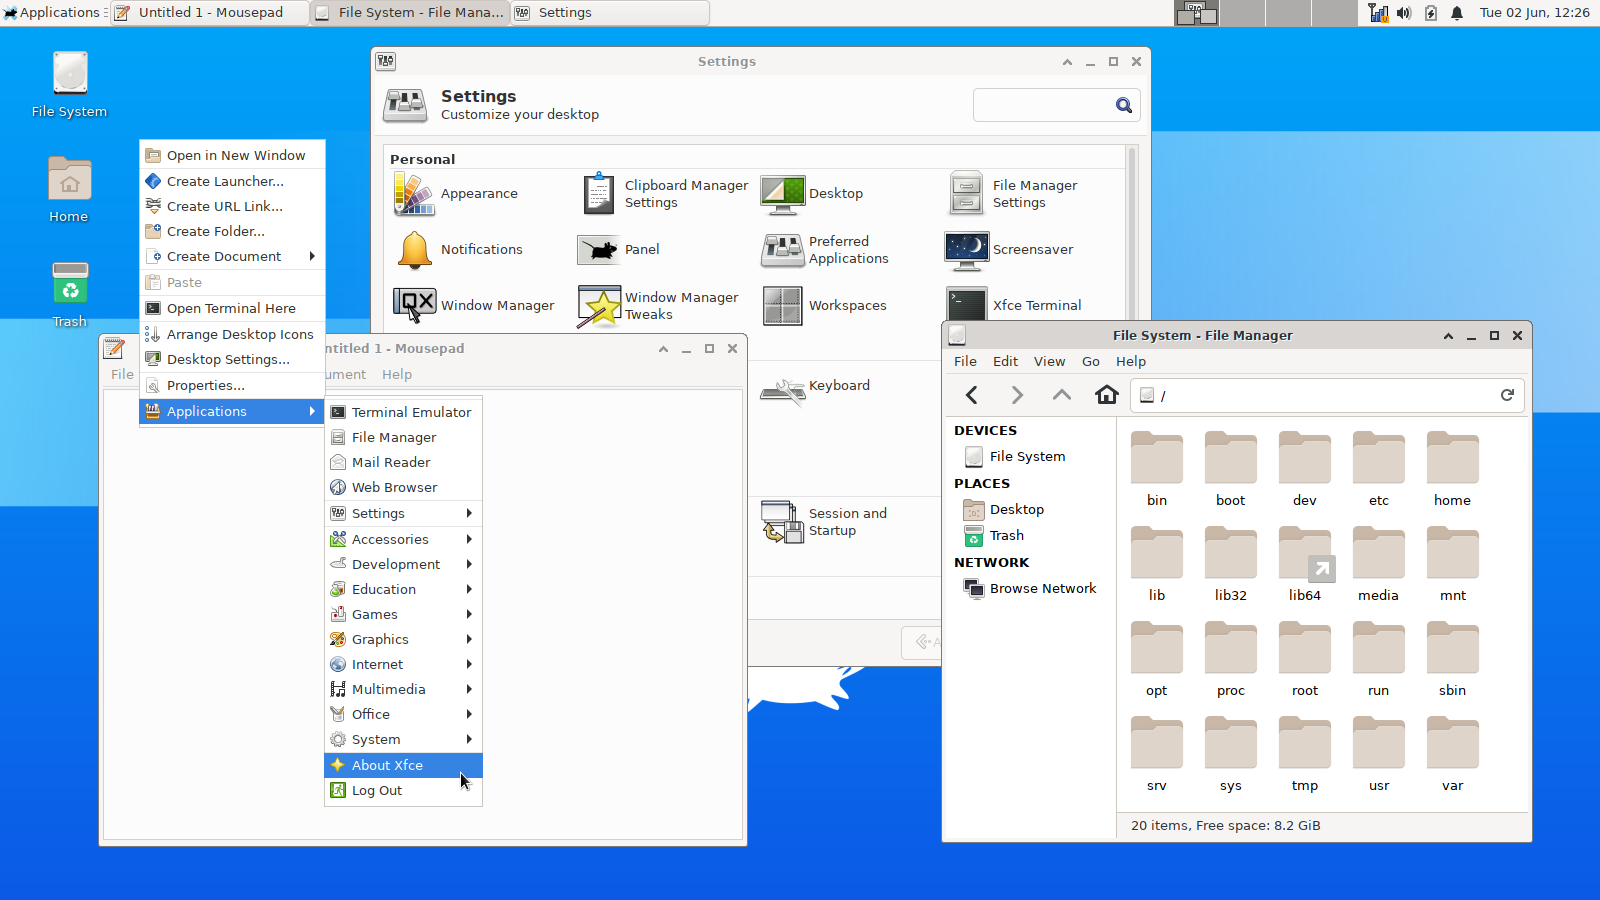 Applications
Untitled 1 - Mousepad
File System - File Mana...
Settings
Tue 02 Jun, 12:26
File System
Home
Trash
Open in New Window
Create Launcher...
Create URL Link...
Create Folder...
Create Document
Paste
Open Terminal Here
Arrange Desktop Icons
Desktop Settings...
Properties...
Applications
Settings
Settings
Customize your desktop
Personal
Appearance
Clipboard Manager
Settings
Desktop
File Manager
Settings
Notifications
Panel
Preferred
Applications
Screensaver
Window Manager
Window Manager
Tweaks
Workspaces
Xfce Terminal
Keyboard
Session and
Startup
ntitled 1 - Mousepad
File
ument
Help
Terminal Emulator
File Manager
Mail Reader
Web Browser
Settings
Accessories
Development
Education
Games
Graphics
Internet
Multimedia
Office
System
About Xfce
Log Out
File System - File Manager
File Edit View Go Help
/
DEVICES
File System
PLACES
Desktop
Trash
NETWORK
Browse Network
bin boot dev etc home
lib lib32 lib64 media mnt
opt proc root run sbin
srv sys tmp usr var
20 items, Free space: 8.2 GiB